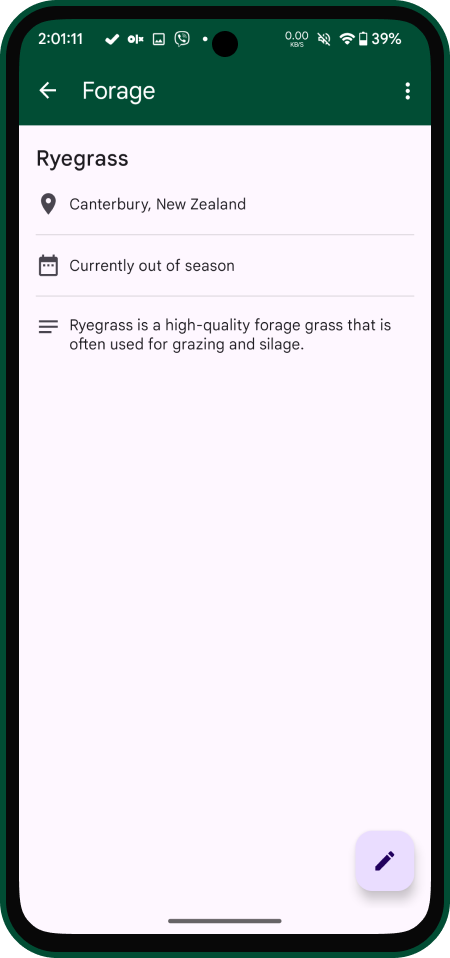 2:01:11 olx 0.00 KB/S 39%
Forage
Ryegrass
Canterbury, New Zealand
Currently out of season
Ryegrass is a high-quality forage grass that is
often used for grazing and silage.